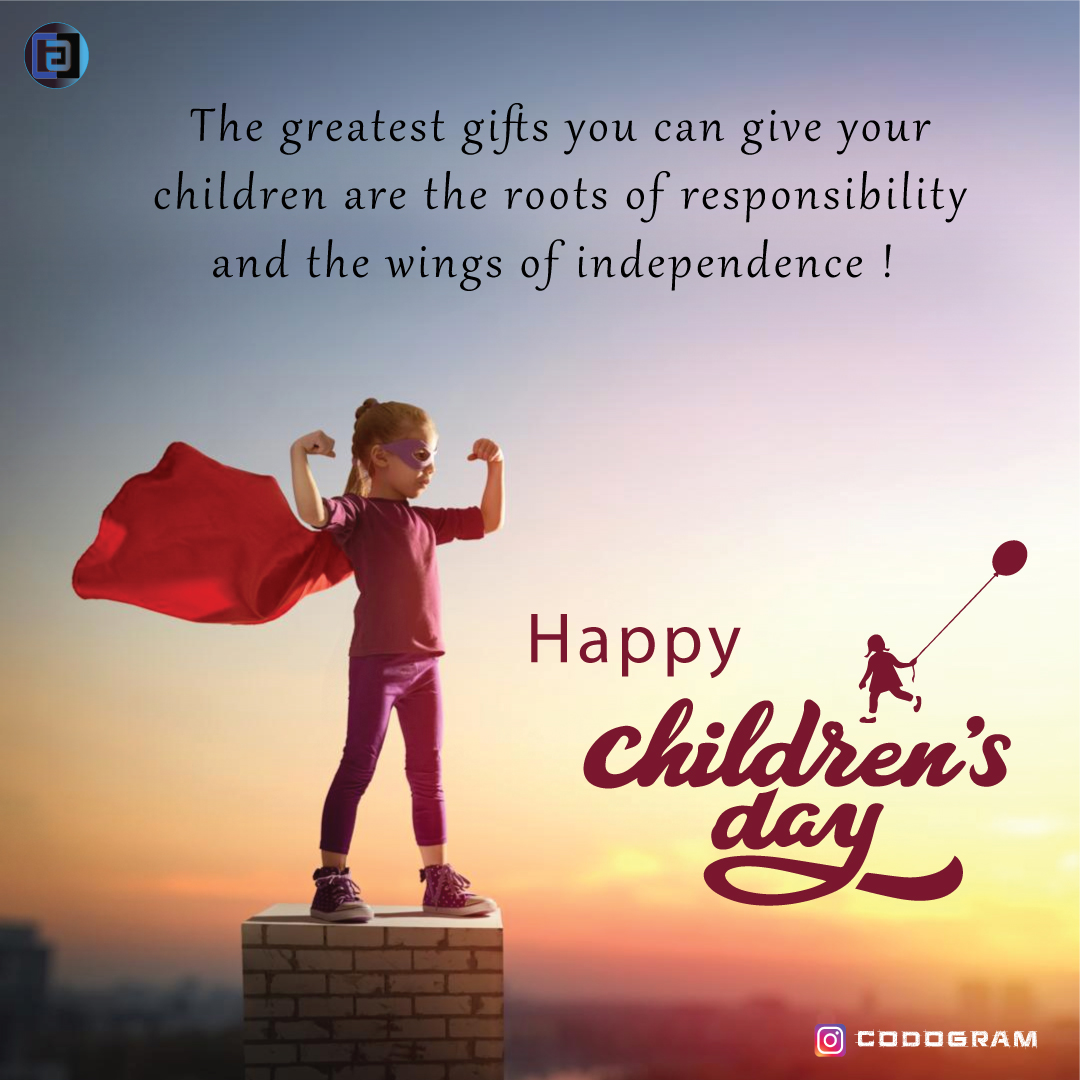 The greatest gifts you can give your
children are the roots of responsibility
and the wings of independence !
Happy
children's
day
CODOGRAM